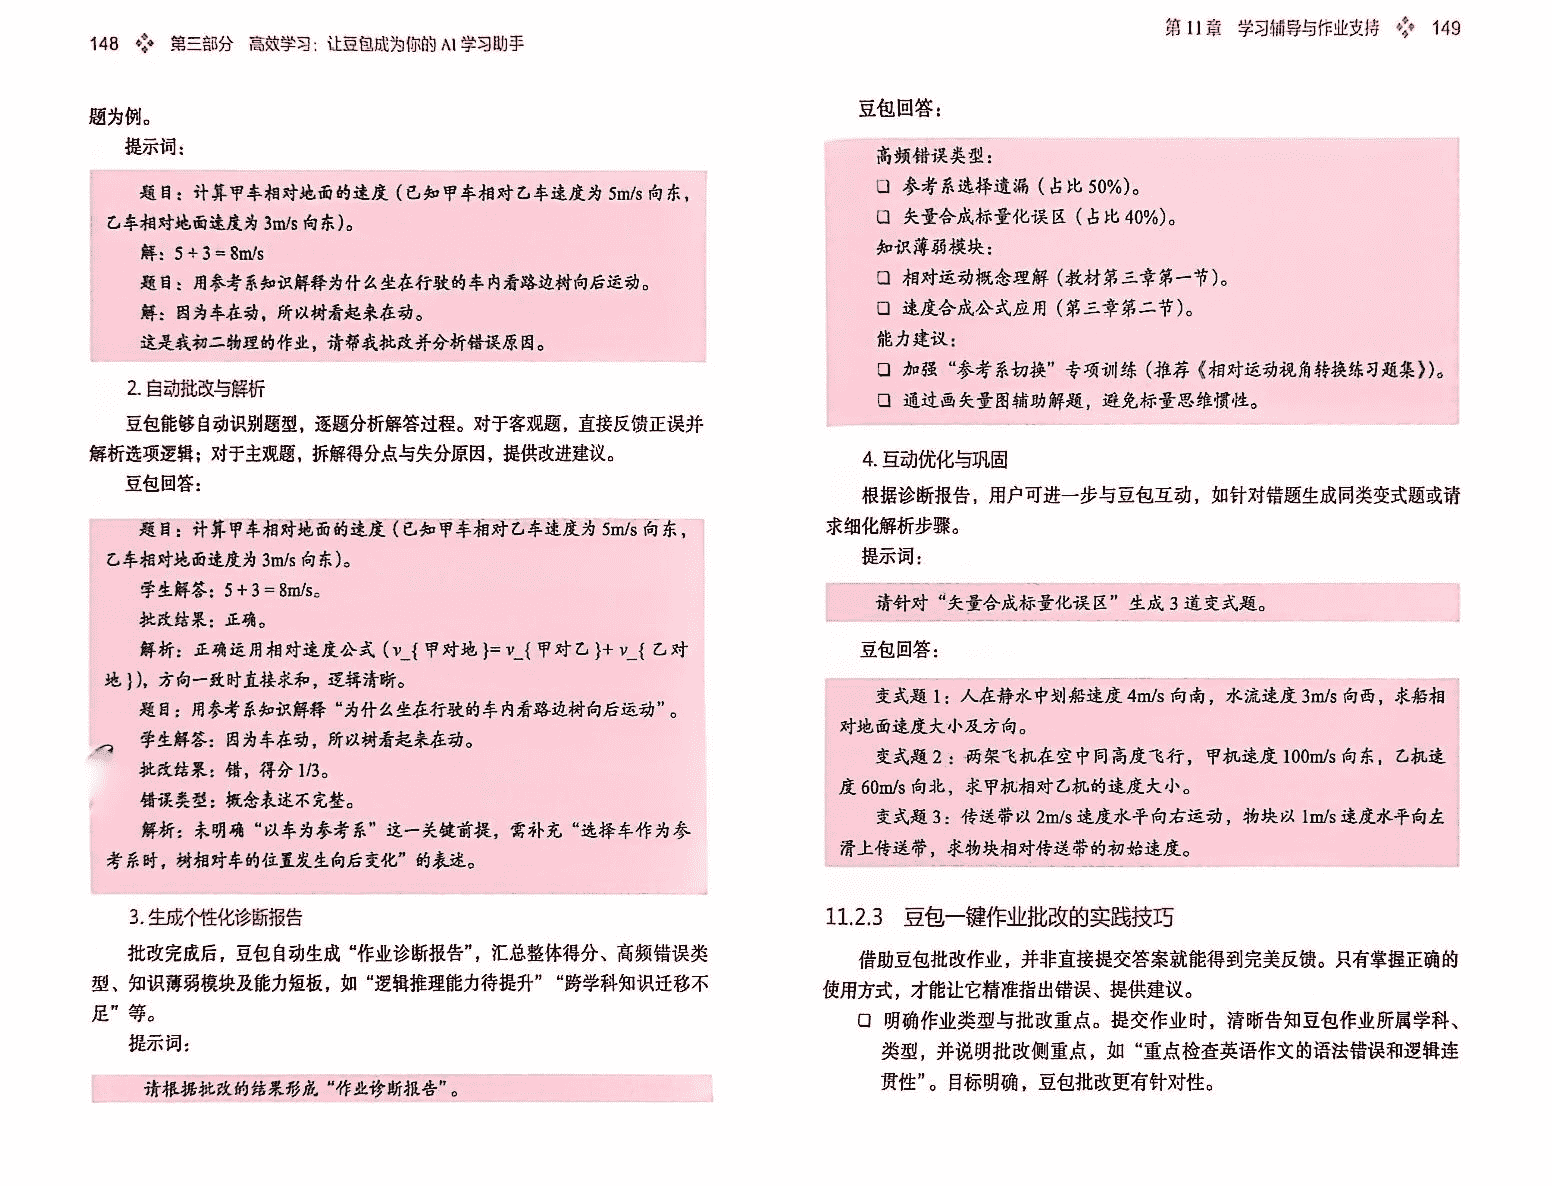 148 第三部分 高效学习：让豆包成为你的 AI 学习助手
题为例。
提示词：
题目：计算甲车相对地面的速度（已知甲车相对乙车速度为 5m/s 向东，
乙车相对地面速度为 3m/s 向东）。
解：5 + 3 = 8m/s
题目：用参考系知识解释为什么坐在行驶的车内看路边树向后运动。
解：因为车在动，所以树看起来在动。
这是我初二物理的作业，请帮我批改并分析错误原因。
2. 自动批改与解析
豆包能够自动识别题型，逐题分析解答过程。对于客观题，直接反馈正误并
解析选项逻辑；对于主观题，拆解得分点与失分原因，提供改进建议。
豆包回答：
题目：计算甲车相对地面的速度（已知甲车相对乙车速度为 5m/s 向东，
乙车相对地面速度为 3m/s 向东）。
学生解答：5 + 3 = 8m/s。
批改结果：正确。
解析：正确运用相对速度公式（v_{ 甲对地 }= v_{ 甲对乙 }+ v_{ 乙对
地 }），方向一致时直接求和，逻辑清晰。
题目：用参考系知识解释“为什么坐在行驶的车内看路边树向后运动”。
学生解答：因为车在动，所以树看起来在动。
批改结果：错，得分 1/3。
错误类型：概念表述不完整。
解析：未明确“以车为参考系”这一关键前提，需补充“选择车作为参
考系时，树相对车的位置发生向后变化”的表述。
3. 生成个性化诊断报告
批改完成后，豆包自动生成“作业诊断报告”，汇总整体得分、高频错误类
型、知识薄弱模块及能力短板，如“逻辑推理能力待提升”“跨学科知识迁移不
足”等。
提示词：
请根据批改的结果形成“作业诊断报告”。
第 11 章 学习辅导与作业支持 149
豆包回答：
高频错误类型：
❏ 参考系选择遗漏（占比 50%）。
❏ 矢量合成标量化误区（占比 40%）。
知识薄弱模块：
❏ 相对运动概念理解（教材第三章第一节）。
❏ 速度合成公式应用（第三章第二节）。
能力建议：
❏ 加强“参考系切换”专项训练（推荐《相对运动视角转换练习题集》）。
❏ 通过画矢量图辅助解题，避免标量思维惯性。
4. 互动优化与巩固
根据诊断报告，用户可进一步与豆包互动，如针对错题生成同类变式题或请
求细化解析步骤。
提示词：
请针对“矢量合成标量化误区”生成 3 道变式题。
豆包回答：
变式题 1：人在静水中划船速度 4m/s 向南，水流速度 3m/s 向西，求船相
对地面速度大小及方向。
变式题 2：两架飞机在空中同高度飞行，甲机速度 100m/s 向东，乙机速
度 60m/s 向北，求甲机相对乙机的速度大小。
变式题 3：传送带以 2m/s 速度水平向右运动，物块以 1m/s 速度水平向左
滑上传送带，求物块相对传送带的初始速度。
11.2.3 豆包一键作业批改的实践技巧
借助豆包批改作业，并非直接提交答案就能得到完美反馈。只有掌握正确的
使用方式，才能让它精准指出错误、提供建议。
❏ 明确作业类型与批改重点。提交作业时，清晰告知豆包作业所属学科、
类型，并说明批改侧重点，如“重点检查英语作文的语法错误和逻辑连
贯性”。目标明确，豆包批改更有针对性。